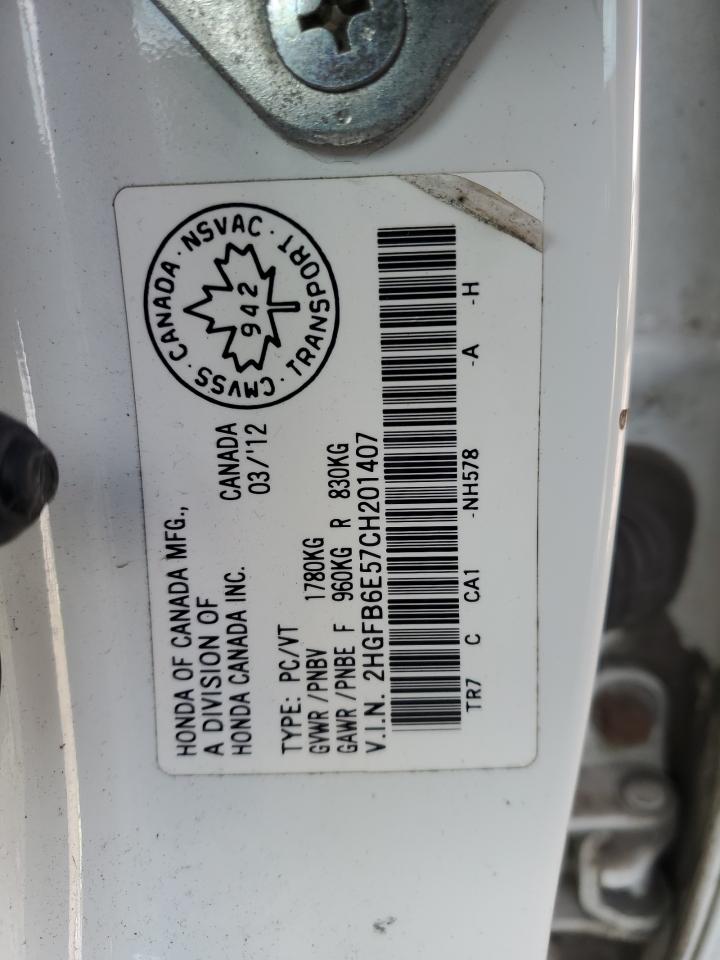 HONDA OF CANADA MFG.,
A DIVISION OF
HONDA CANADA INC.
CANADA
03/'12
CMVSS · CANADA · NSVAC · TRANSPORT ·
942
TYPE: PC/VT
GVWR /PNBV 1780KG
GAWR /PNBE F 960KG R 830KG
V.I.N. 2HGFB6E57CH201407
TR7 C CA1 -NH578 -A -H